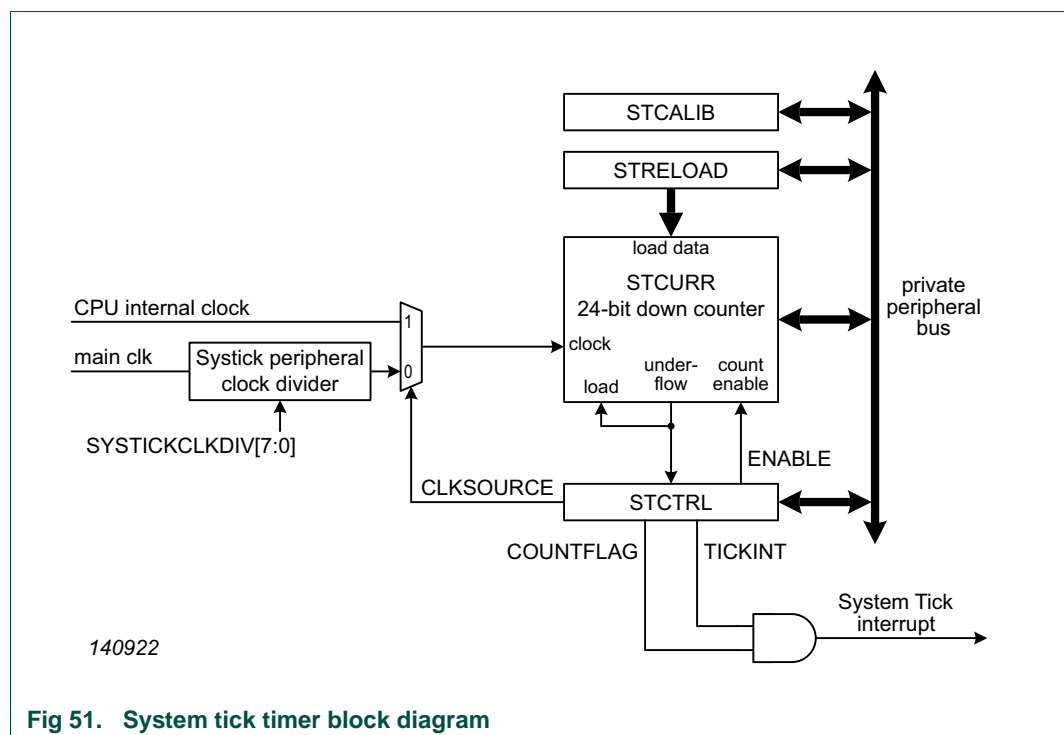 STCALIB
STRELOAD
load data
STCURR
24-bit down counter
private
peripheral
bus
CPU internal clock
1
clock
main clk
Systick peripheral
clock divider
0
under-
flow
count
enable
load
SYSTICKCLKDIV[7:0]
ENABLE
CLKSOURCE
STCTRL
COUNTFLAG
TICKINT
System Tick
interrupt
140922
Fig 51. System tick timer block diagram